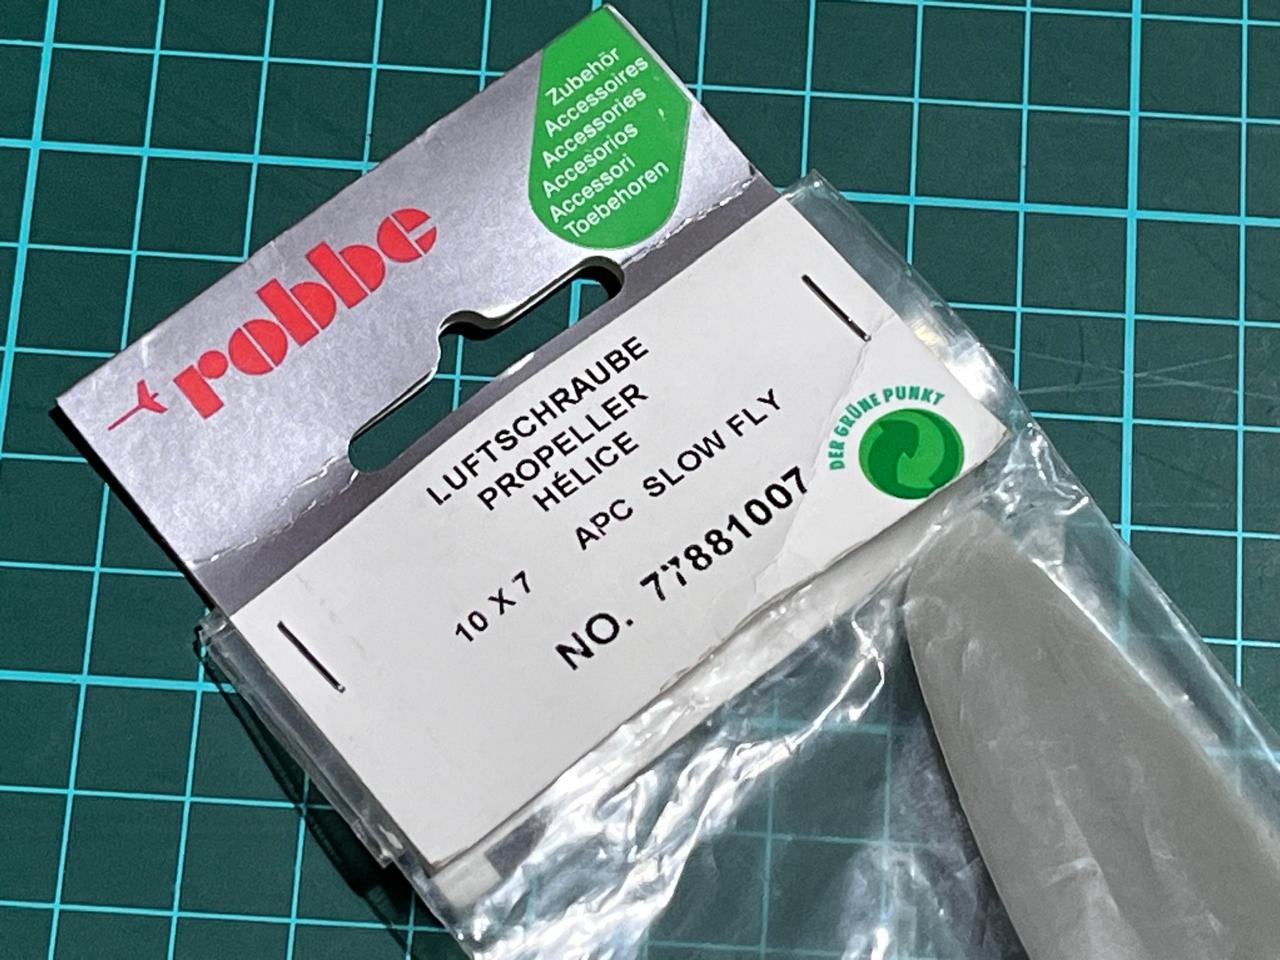 Zubehör
Accessoires
Accessories
Accesorios
Accessori
Toebehoren
robbe
LUFTSCHRAUBE
PROPELLER
HÉLICE
APC SLOW FLY
10 X 7
NO. 77881007
DER GRÜNE PUNKT